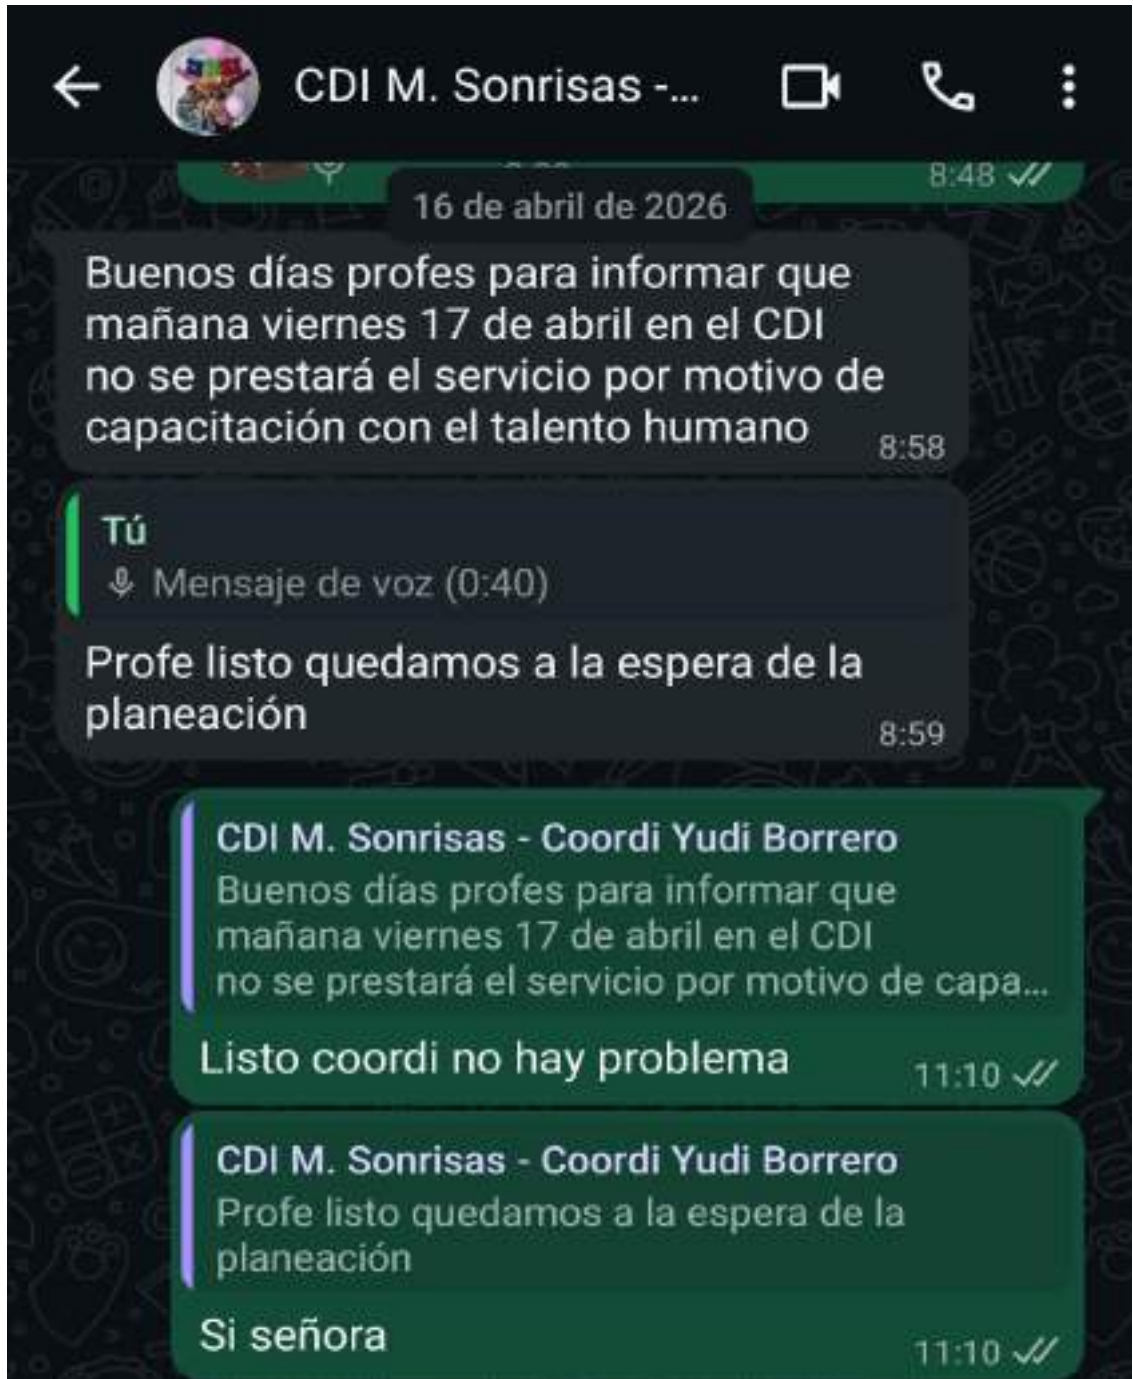 CDI M. Sonrisas -...
8:48
16 de abril de 2026
Buenos días profes para informar que
mañana viernes 17 de abril en el CDI
no se prestará el servicio por motivo de
capacitación con el talento humano
8:58
Tú
Mensaje de voz (0:40)
Profe listo quedamos a la espera de la
planeación
8:59
CDI M. Sonrisas - Coordi Yudi Borrero
Buenos días profes para informar que
mañana viernes 17 de abril en el CDI
no se prestará el servicio por motivo de capa...
Listo coordi no hay problema
11:10
CDI M. Sonrisas - Coordi Yudi Borrero
Profe listo quedamos a la espera de la
planeación
Si señora
11:10